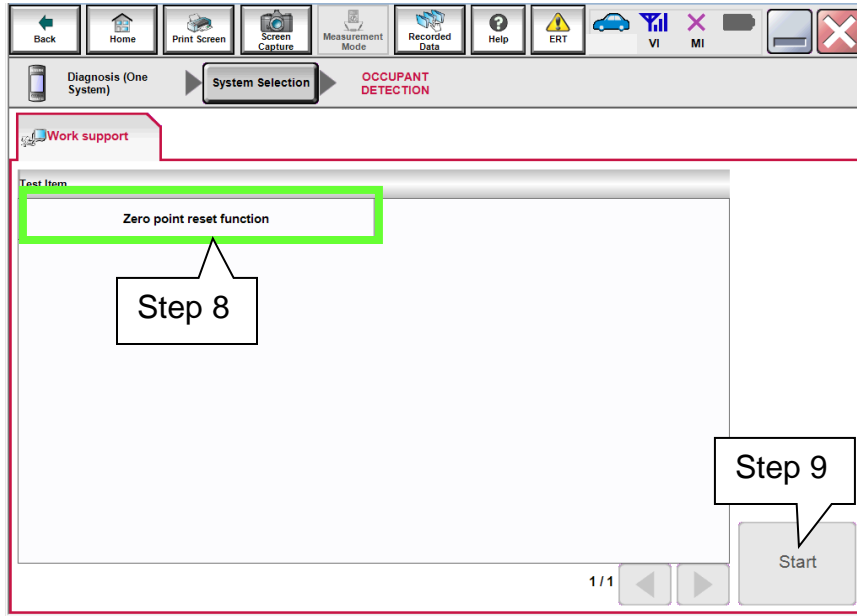 Back
Home
Print Screen
Screen
Capture
Measurement
Mode
Recorded
Data
Help
ERT
VI
MI
Diagnosis (One
System)
System Selection
OCCUPANT
DETECTION
Work support
Test Item
Zero point reset function
Step 8
Step 9
Start
1/1